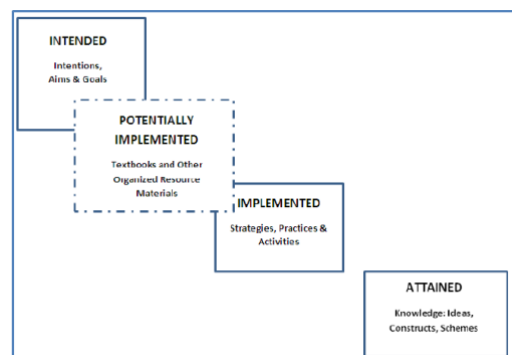 INTENDED
Intentions,
Aims & Goals
POTENTIALLY
IMPLEMENTED
Textbooks and Other
Organized Resource
Materials
IMPLEMENTED
Strategies, Practices &
Activities
ATTAINED
Knowledge: Ideas,
Constructs, Schemes